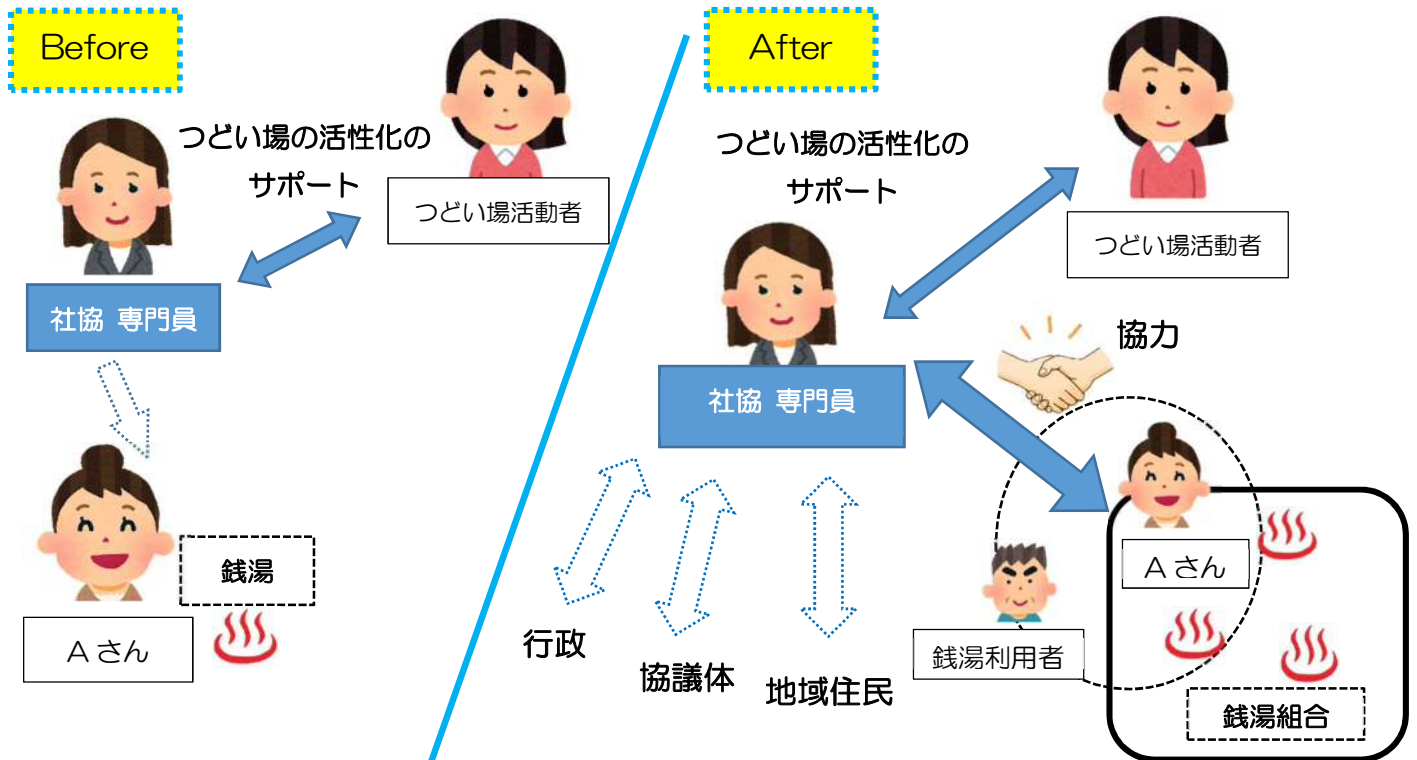 Before
つどい場の活性化の
サポート
つどい場活動者
社協 専門員
銭湯
Aさん
After
つどい場の活性化の
サポート
つどい場活動者
協力
社協 専門員
Aさん
行政
協議体
地域住民
銭湯利用者
銭湯組合